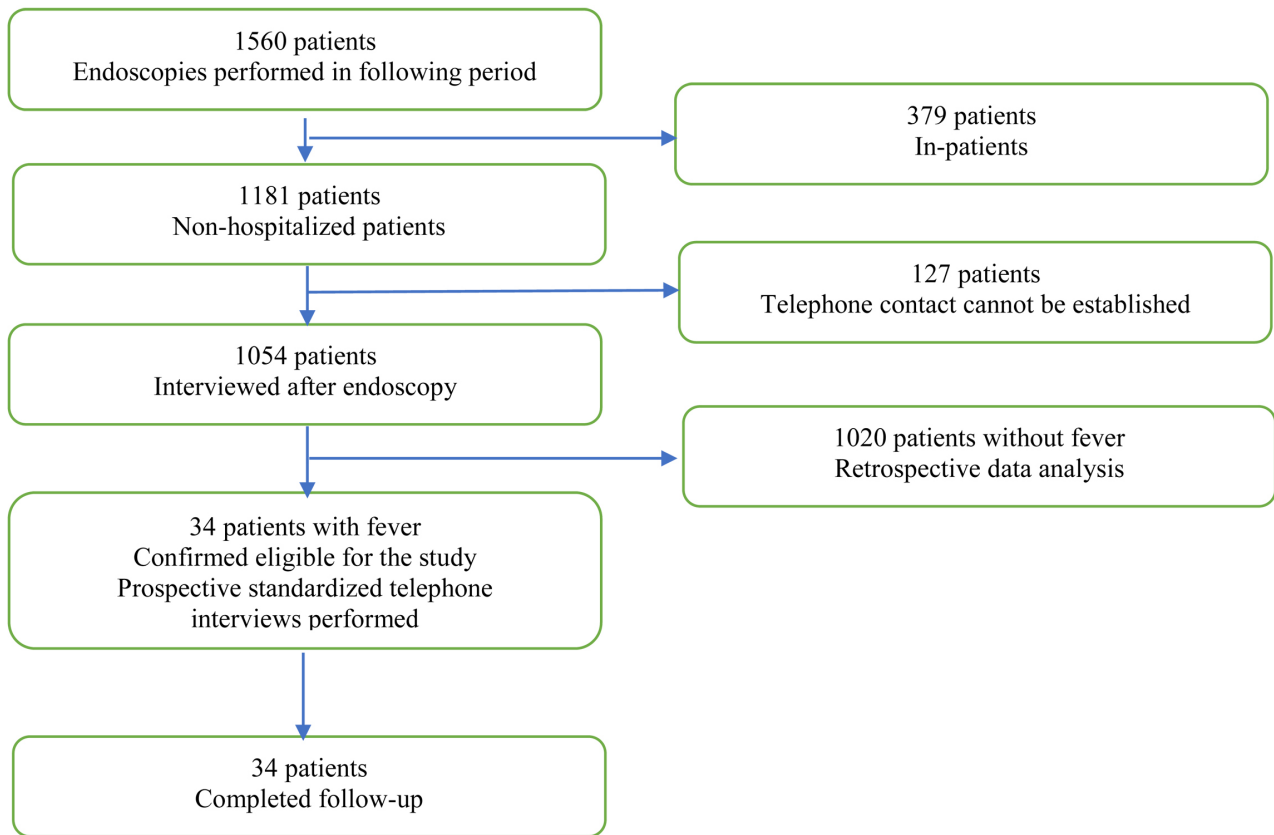 1560 patients
Endoscopies performed in following period
379 patients
In-patients
1181 patients
Non-hospitalized patients
127 patients
Telephone contact cannot be established
1054 patients
Interviewed after endoscopy
1020 patients without fever
Retrospective data analysis
34 patients with fever
Confirmed eligible for the study
Prospective standardized telephone
interviews performed
34 patients
Completed follow-up